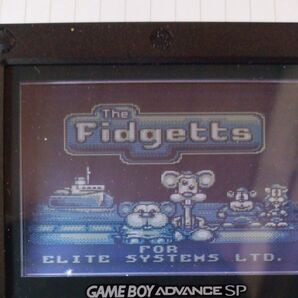 The
Fidgetts
FOR
ELITE SYSTEMS LTD.
GAME BOY ADVANCE SP